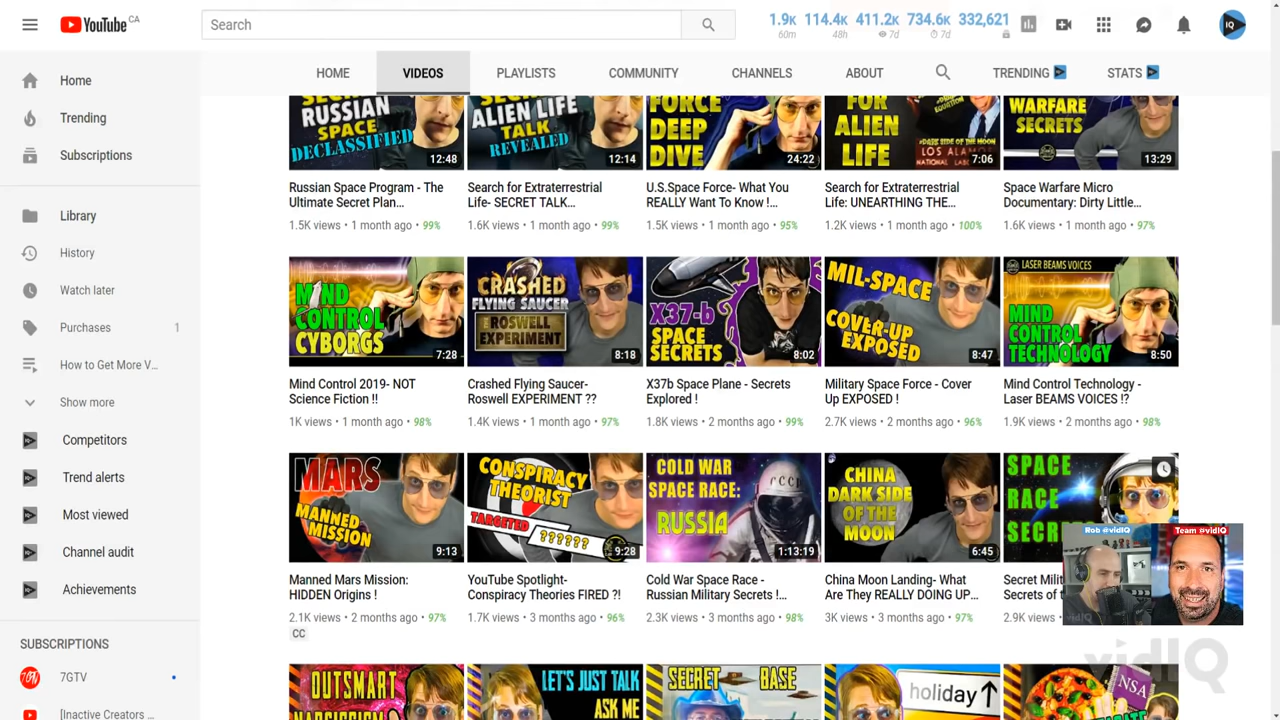 YouTube CA
Search
1.9K 114.4K 411.2K 734.6K 332,621
60m 48h 7d 7d
IQ
HOME VIDEOS PLAYLISTS COMMUNITY CHANNELS ABOUT TRENDING STATS
Home
Trending
Subscriptions
Library
History
Watch later
Purchases 1
How to Get More V...
Show more
Competitors
Trend alerts
Most viewed
Channel audit
Achievements
SUBSCRIPTIONS
7GTV
[Inactive Creators ...
RUSSIAN
SPACE
DECLASSIFIED
12:48
ALIEN LIFE
TALK
REVEALED
12:14
FORCE
DEEP
DIVE
24:22
FOR
ALIEN
LIFE
DARK SIDE OF THE MOON
LOS ALAMOS
NATIONAL LAB
7:06
WARFARE
SECRETS
13:29
Russian Space Program - The
Ultimate Secret Plan...
1.5K views • 1 month ago • 99%
Search for Extraterrestrial
Life- SECRET TALK...
1.6K views • 1 month ago • 99%
U.S.Space Force- What You
REALLY Want To Know !...
1.5K views • 1 month ago • 95%
Search for Extraterrestrial
Life: UNEARTHING THE...
1.2K views • 1 month ago • 100%
Space Warfare Micro
Documentary: Dirty Little...
1.6K views • 1 month ago • 97%
MIND
CONTROL
CYBORGS
7:28
CRASHED
FLYING SAUCER
ROSWELL
EXPERIMENT
8:18
X37-b
SPACE
SECRETS
8:02
MIL-SPACE
COVER-UP
EXPOSED
8:47
LASER BEAMS VOICES
MIND
CONTROL
TECHNOLOGY
8:50
Mind Control 2019- NOT
Science Fiction !!
1K views • 1 month ago • 98%
Crashed Flying Saucer-
Roswell EXPERIMENT ??
1.4K views • 1 month ago • 97%
X37b Space Plane - Secrets
Explored !
1.8K views • 2 months ago • 99%
Military Space Force - Cover
Up EXPOSED !
2.7K views • 2 months ago • 96%
Mind Control Technology -
Laser BEAMS VOICES !?
1.9K views • 2 months ago • 98%
MARS
MANNED
MISSION
9:13
CONSPIRACY
THEORIST
TARGETED
??????
9:28
COLD WAR
SPACE RACE:
RUSSIA
CCCP
1:13:19
CHINA
DARK SIDE
OF THE
MOON
6:45
SPACE
RACE
Rob @vidIQ Team @vidIQ
Manned Mars Mission:
HIDDEN Origins !
2.1K views • 2 months ago • 97%
CC
YouTube Spotlight-
Conspiracy Theories FIRED ?!
1.7K views • 3 months ago • 96%
Cold War Space Race -
Russian Military Secrets !...
2.3K views • 3 months ago • 98%
China Moon Landing- What
Are They REALLY DOING UP...
3K views • 3 months ago • 97%
Secret
Secrets of
2.9K views
vidIQ
OUTSMART
LET'S JUST TALK
ASK ME
SECRET BASE
holiday
NSA